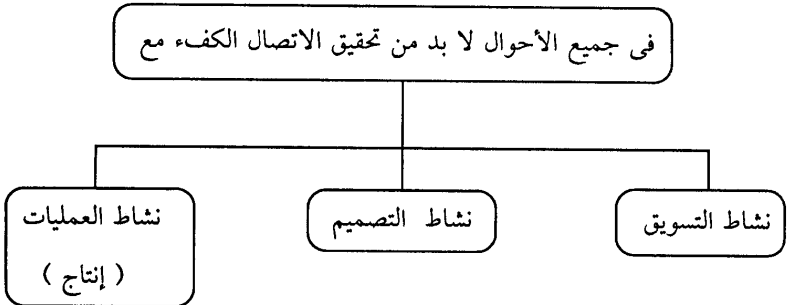 فى جميع الأحوال لا بد من تحقيق الاتصال الكفء مع
نشاط التسويق
نشاط التصميم
نشاط العمليات
( إنتاج )